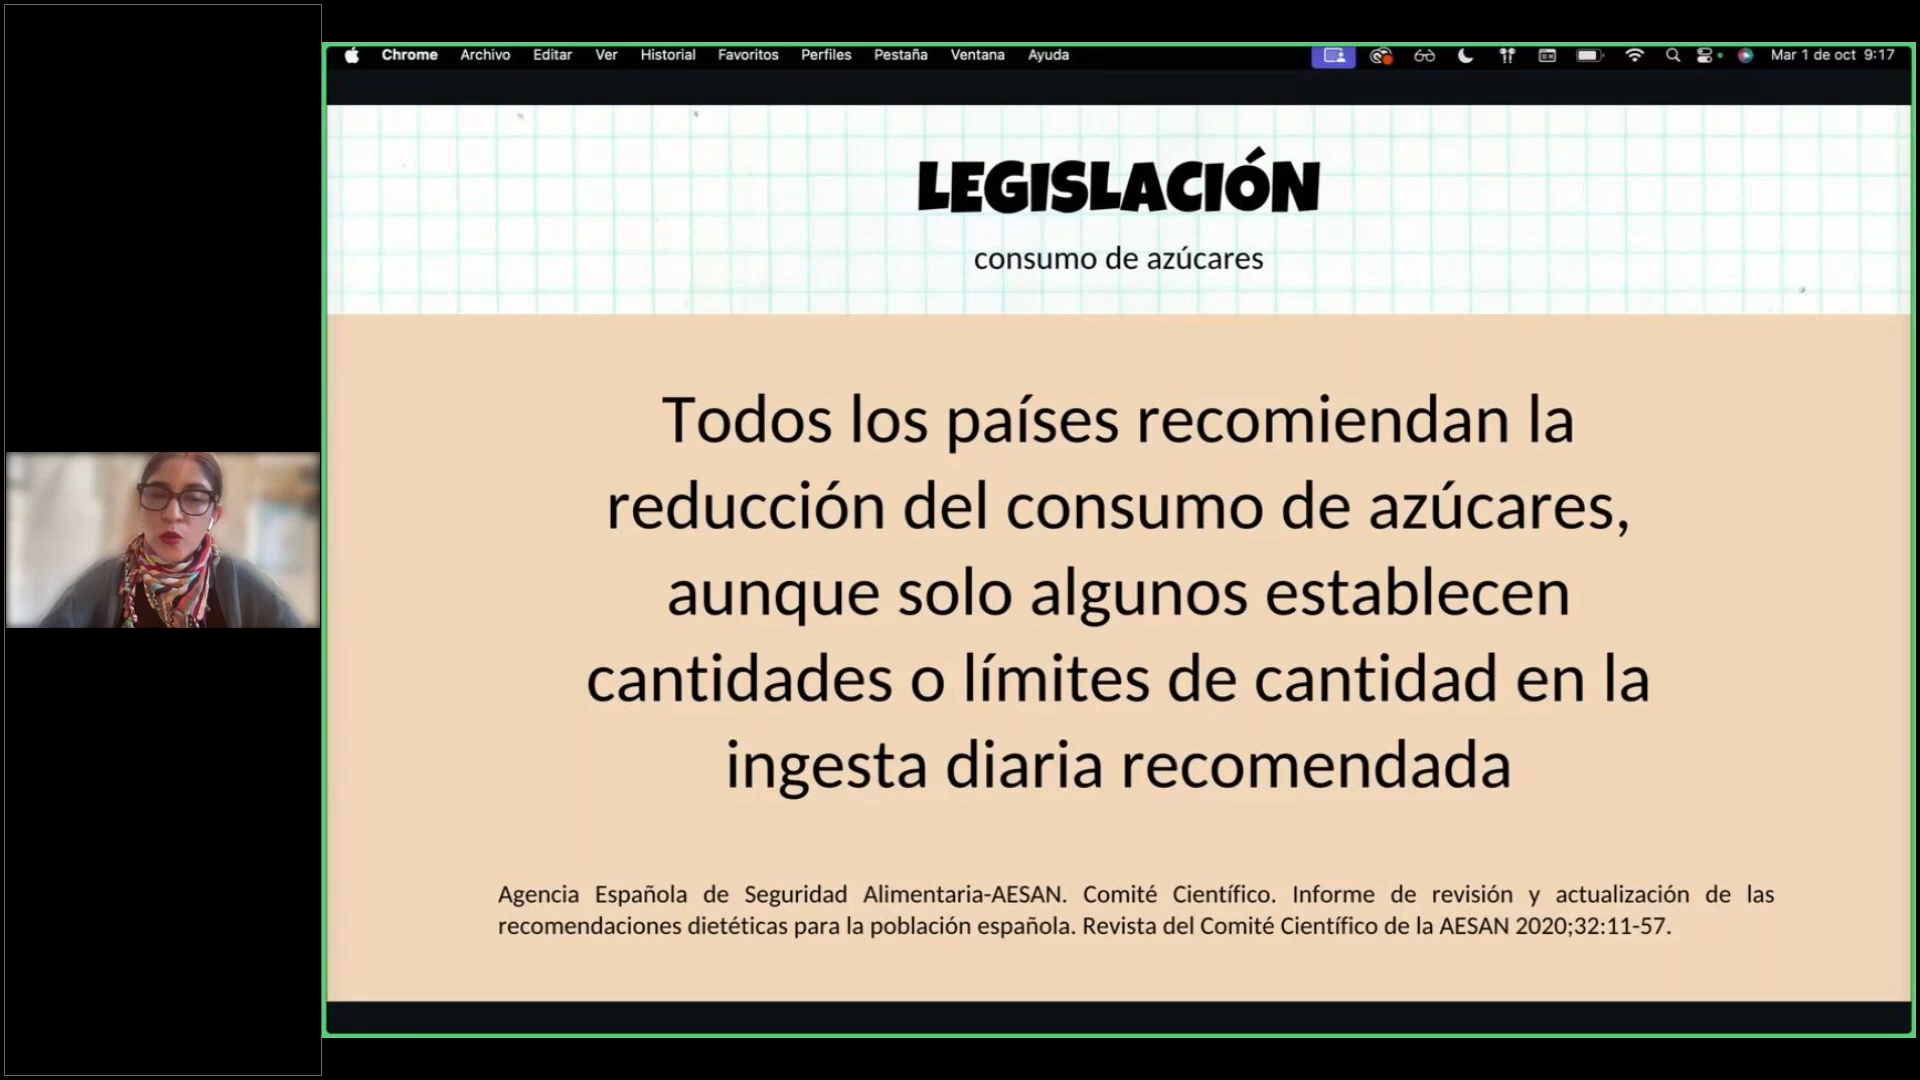 Chrome Archivo Editar Ver Historial Favoritos Perfiles Pestaña Ventana Ayuda Mar 1 de oct 9:17
LEGISLACIÓN
consumo de azúcares
Todos los países recomiendan la
reducción del consumo de azúcares,
aunque solo algunos establecen
cantidades o límites de cantidad en la
ingesta diaria recomendada
Agencia Española de Seguridad Alimentaria-AESAN. Comité Científico. Informe de revisión y actualización de las
recomendaciones dietéticas para la población española. Revista del Comité Científico de la AESAN 2020;32:11-57.